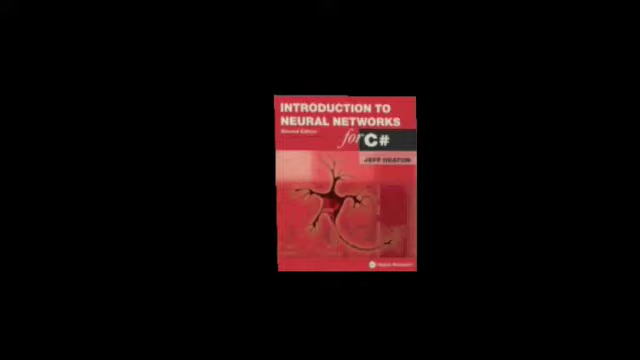 INTRODUCTION TO
NEURAL NETWORKS
Second Edition
for C#
JEFF HEATON